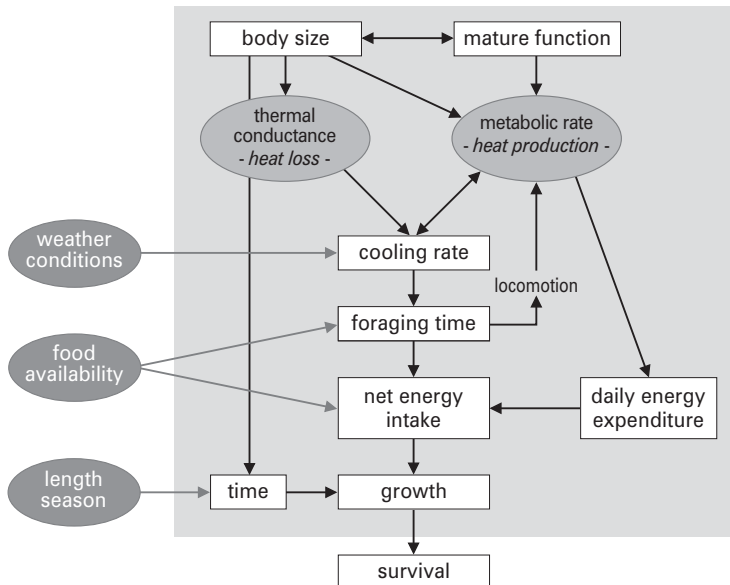 body size
mature function
thermal
conductance
- heat loss -
metabolic rate
- heat production -
weather
conditions
cooling rate
locomotion
foraging time
food
availability
net energy
intake
daily energy
expenditure
length
season
time
growth
survival